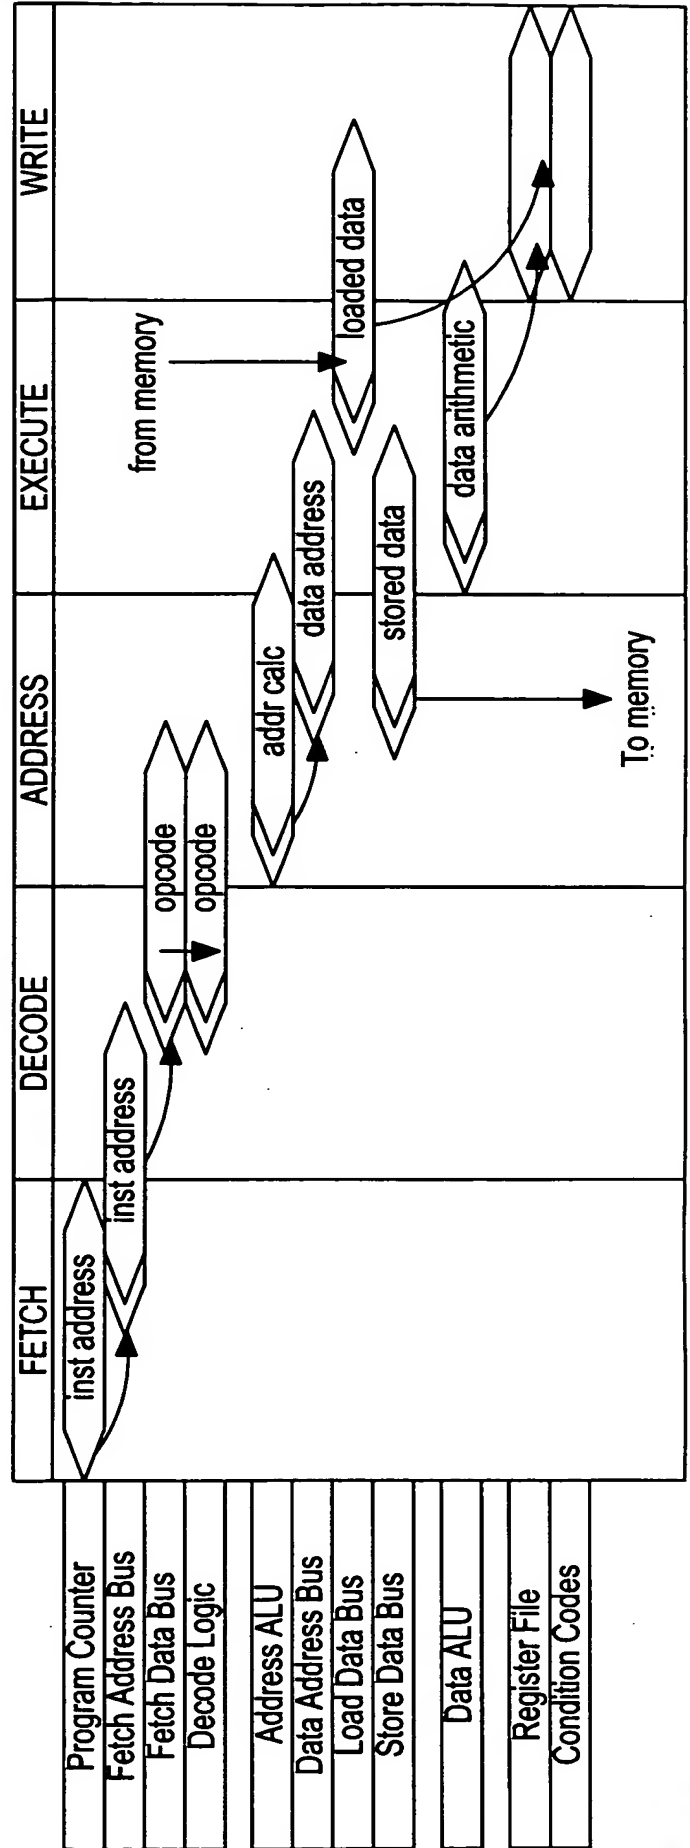 FETCH
DECODE
ADDRESS
EXECUTE
WRITE
Program Counter
inst address
Fetch Address Bus
inst address
Fetch Data Bus
opcode
Decode Logic
opcode
from memory
Address ALU
addr calc
Data Address Bus
data address
Load Data Bus
loaded data
Store Data Bus
stored data
Data ALU
data arithmetic
Register File
Condition Codes
To memory